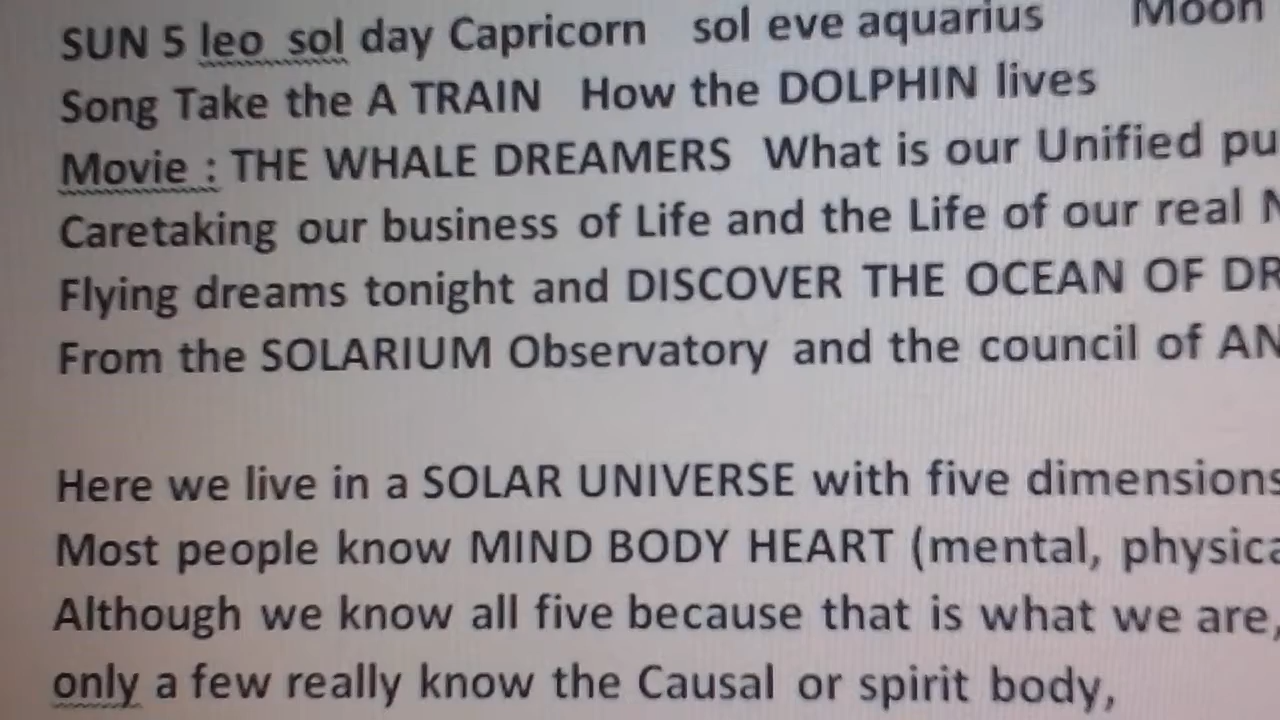 SUN 5 leo sol day Capricorn sol eve aquarius Moon
Song Take the A TRAIN How the DOLPHIN lives
Movie : THE WHALE DREAMERS What is our Unified
Caretaking our business of Life and the Life of our real
Flying dreams tonight and DISCOVER THE OCEAN OF
From the SOLARIUM Observatory and the council of
Here we live in a SOLAR UNIVERSE with five dimensions
Most people know MIND BODY HEART (mental,
Although we know all five because that is what we are,
only a few really know the Causal or spirit body,